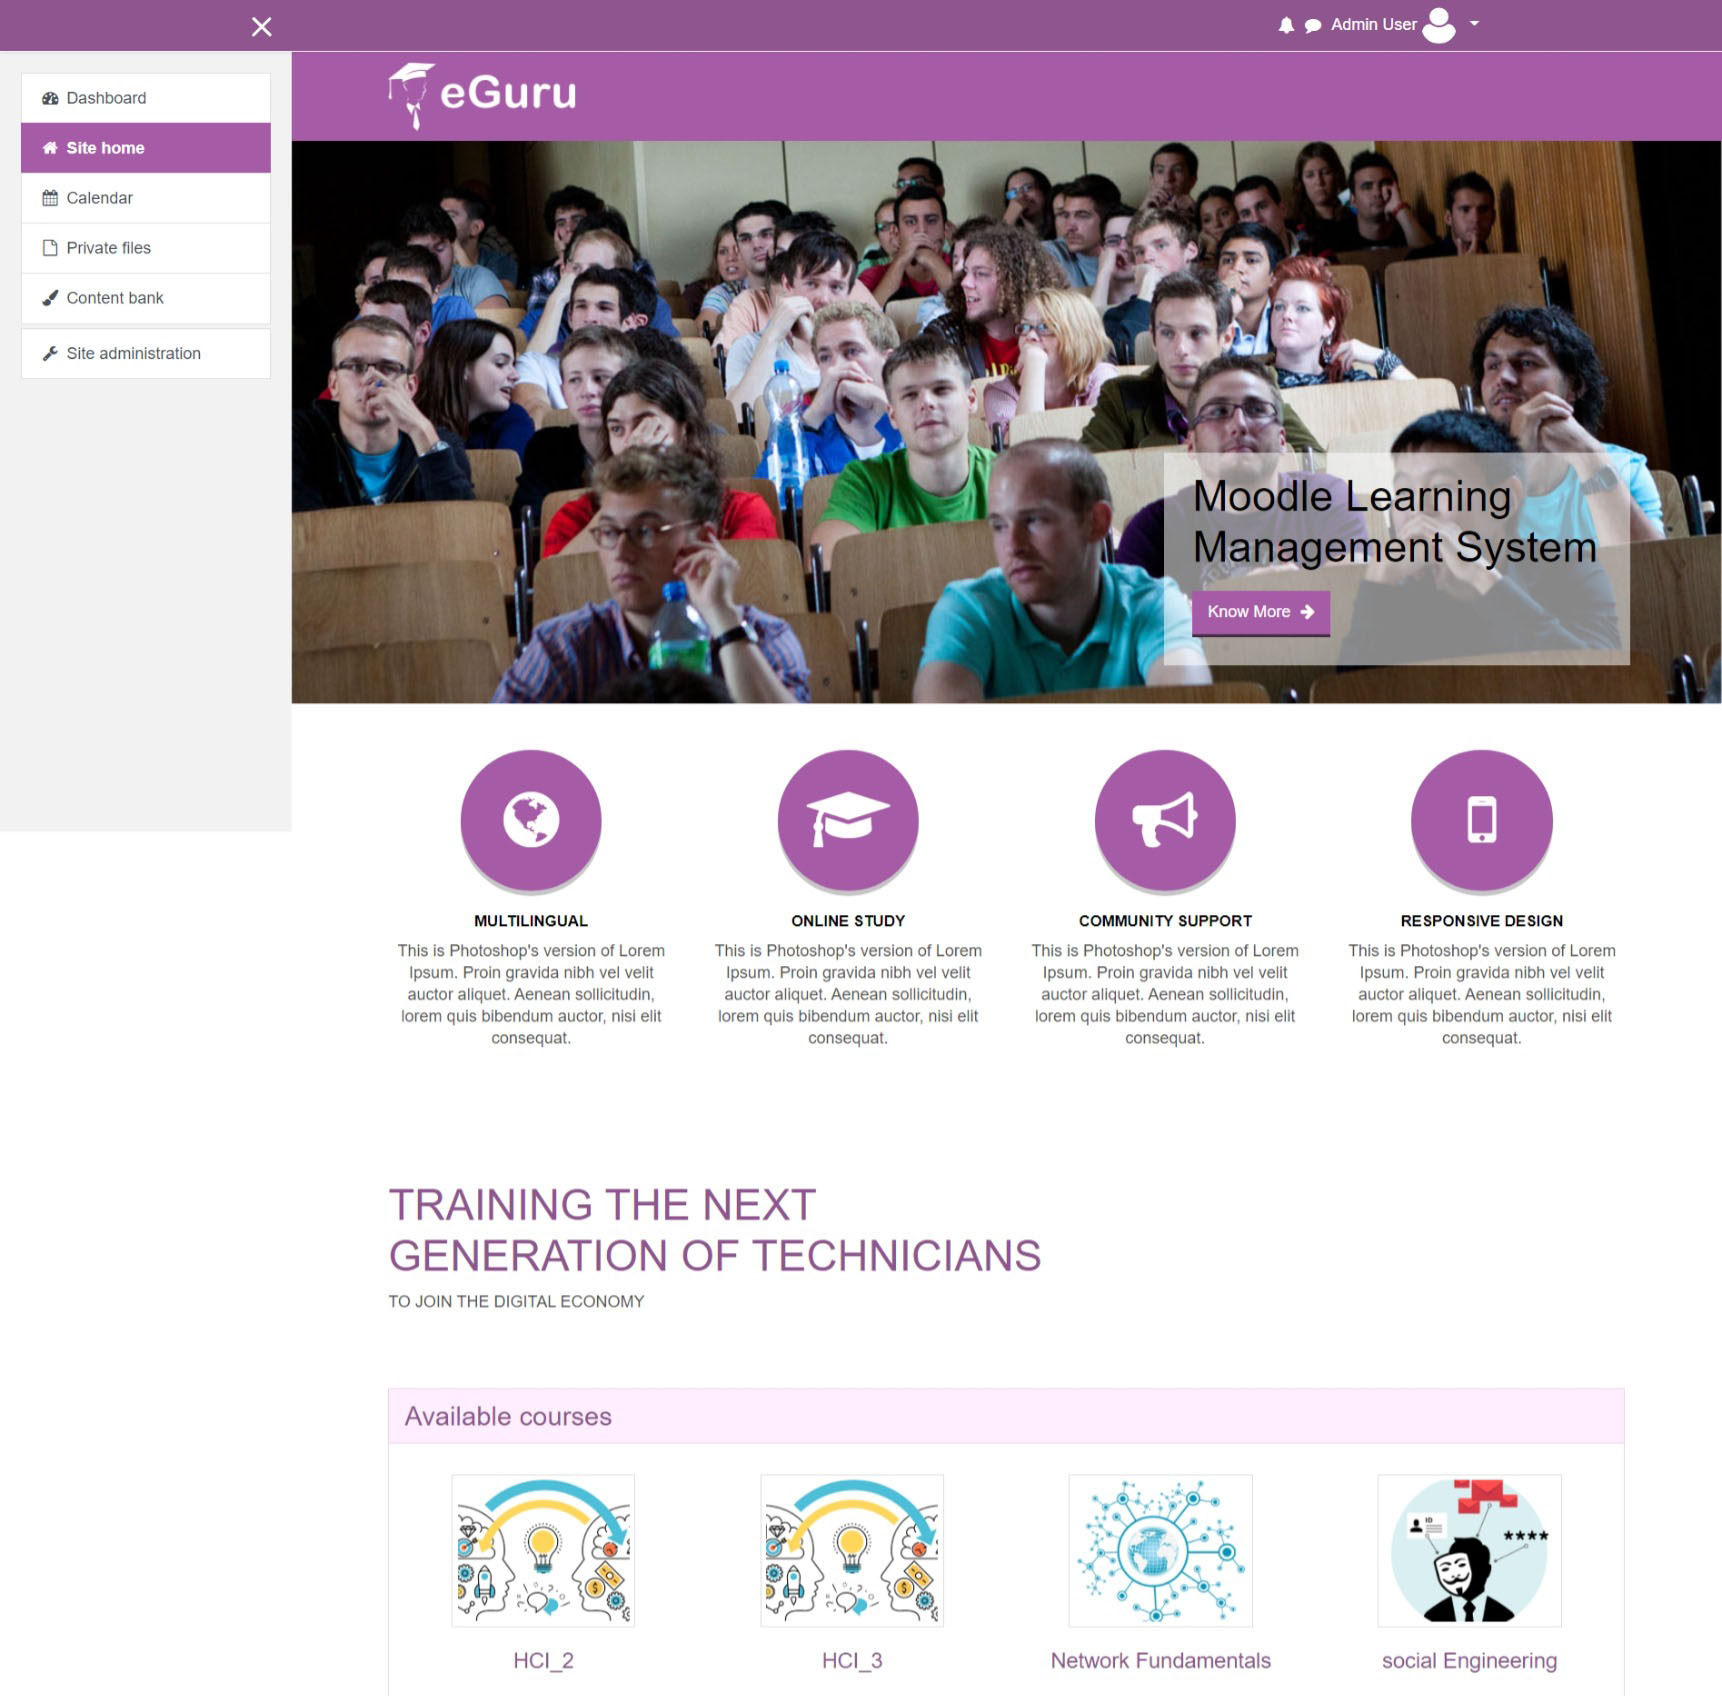 Admin User
Dashboard
Site home
Calendar
Private files
Content bank
Site administration
eGuru
Moodle Learning
Management System
Know More
MULTILINGUAL
This is Photoshop's version of Lorem
Ipsum. Proin gravida nibh vel velit
auctor aliquet. Aenean sollicitudin,
lorem quis bibendum auctor, nisi elit
consequat.
ONLINE STUDY
This is Photoshop's version of Lorem
Ipsum. Proin gravida nibh vel velit
auctor aliquet. Aenean sollicitudin,
lorem quis bibendum auctor, nisi elit
consequat.
COMMUNITY SUPPORT
This is Photoshop's version of Lorem
Ipsum. Proin gravida nibh vel velit
auctor aliquet. Aenean sollicitudin,
lorem quis bibendum auctor, nisi elit
consequat.
RESPONSIVE DESIGN
This is Photoshop's version of Lorem
Ipsum. Proin gravida nibh vel velit
auctor aliquet. Aenean sollicitudin,
lorem quis bibendum auctor, nisi elit
consequat.
TRAINING THE NEXT
GENERATION OF TECHNICIANS
TO JOIN THE DIGITAL ECONOMY
Available courses
ID
****
HCI_2
HCI_3
Network Fundamentals
social Engineering